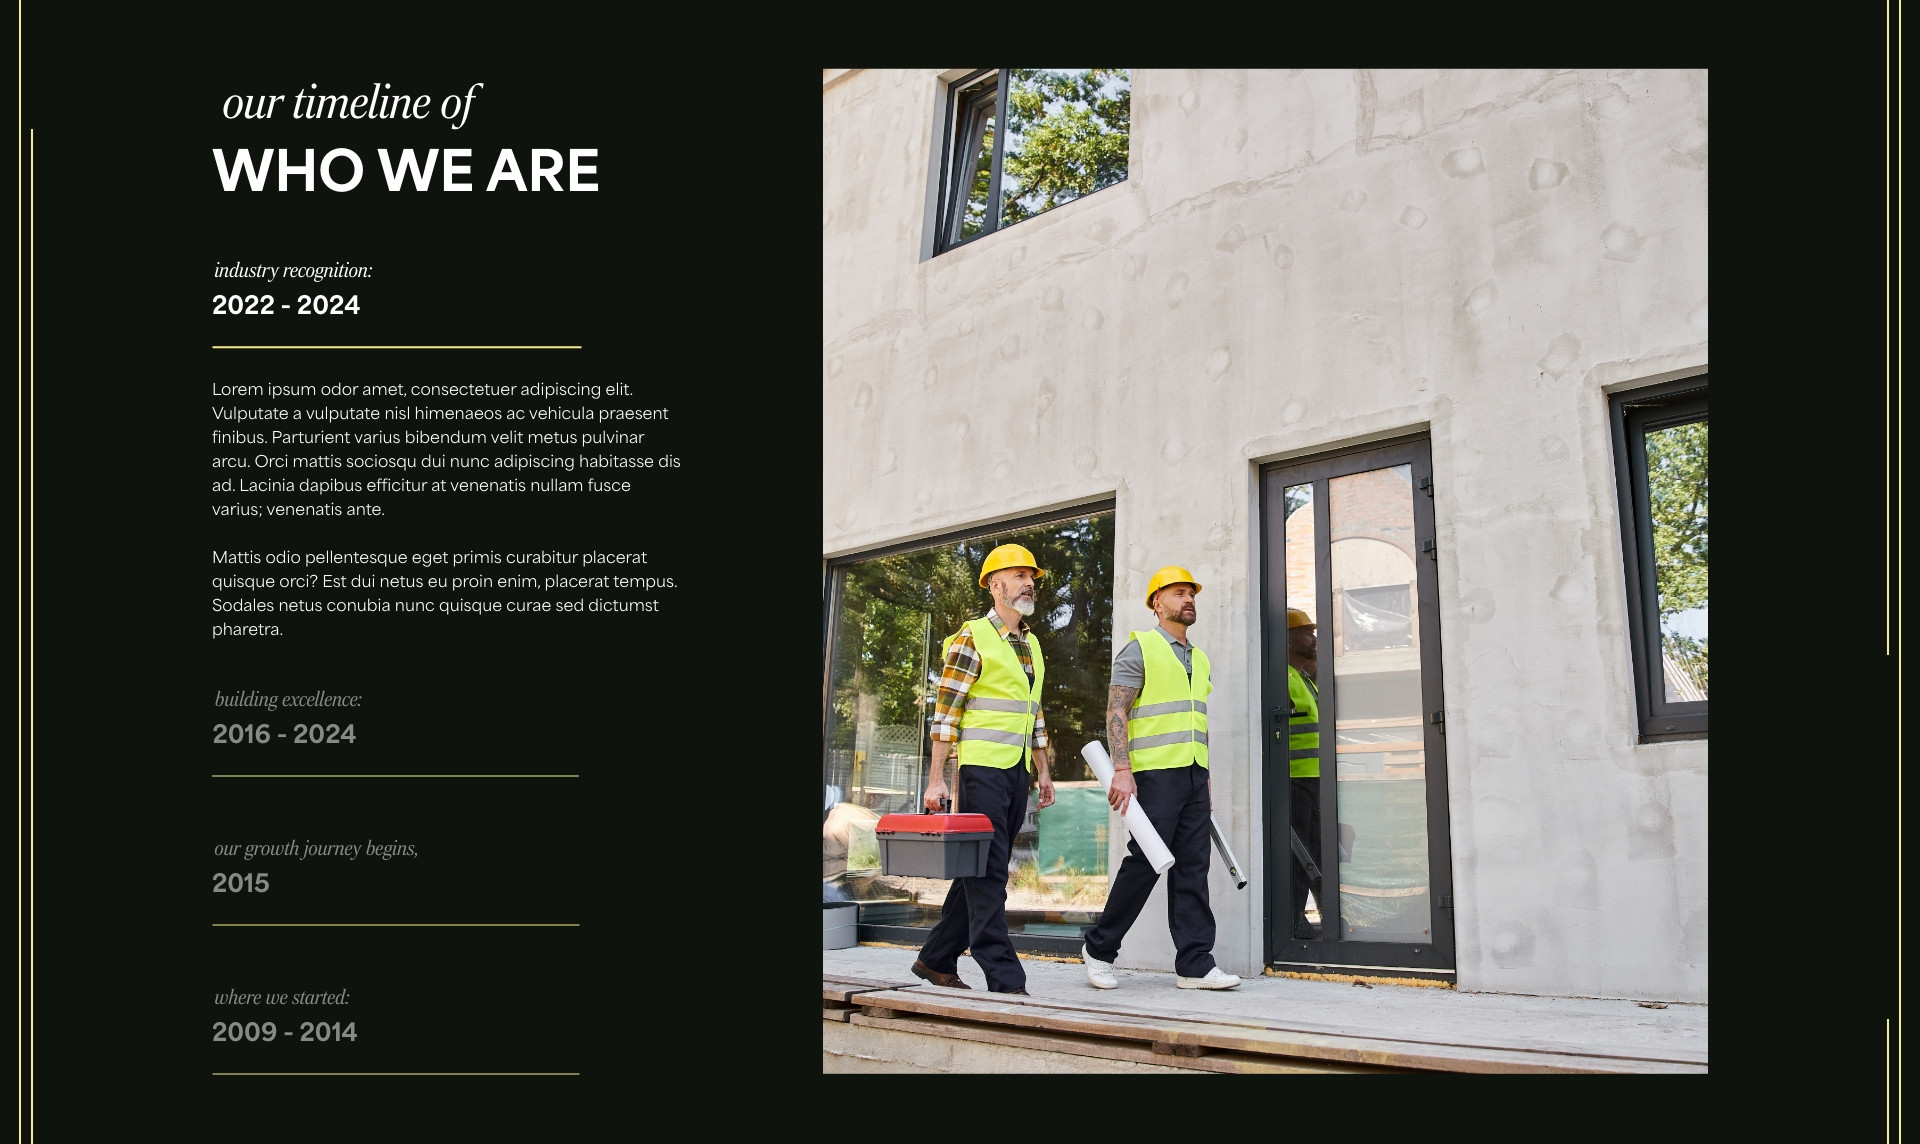 our timeline of
WHO WE ARE
industry recognition:
2022 - 2024
Lorem ipsum odor amet, consectetuer adipiscing elit.
Vulputate a vulputate nisl himenaeos ac vehicula praesent
finibus. Parturient varius bibendum velit metus pulvinar
arcu. Orci mattis sociosqu dui nunc adipiscing habitasse dis
ad. Lacinia dapibus efficitur at venenatis nullam fusce
varius; venenatis ante.
Mattis odio pellentesque eget primis curabitur placerat
quisque orci? Est dui netus eu proin enim, placerat tempus.
Sodales netus conubia nunc quisque curae sed dictumst
pharetra.
building excellence:
2016 - 2024
our growth journey begins,
2015
where we started:
2009 - 2014